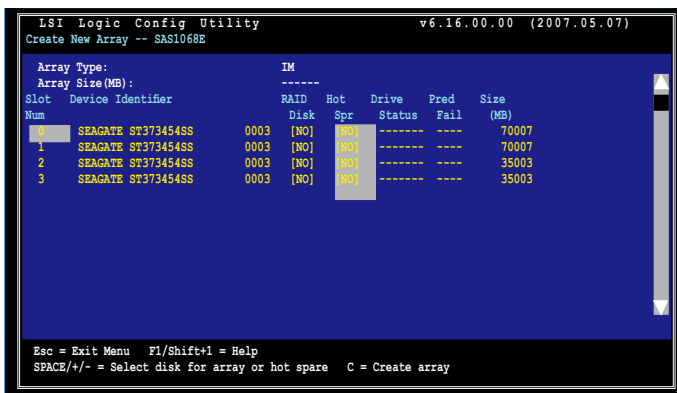 LSI Logic Config Utility v6.16.00.00 (2007.05.07)
Create New Array -- SAS1068E
Array Type: IM
Array Size(MB): ------
Slot Device Identifier RAID Hot Drive Pred Size
Num Disk Spr Status Fail (MB)
0 SEAGATE ST373454SS 0003 [NO] [NO] ------- ---- 70007
1 SEAGATE ST373454SS 0003 [NO] [NO] ------- ---- 70007
2 SEAGATE ST373454SS 0003 [NO] [NO] ------- ---- 35003
3 SEAGATE ST373454SS 0003 [NO] [NO] ------- ---- 35003
Esc = Exit Menu F1/Shift+1 = Help
SPACE/+/- = Select disk for array or hot spare C = Create array